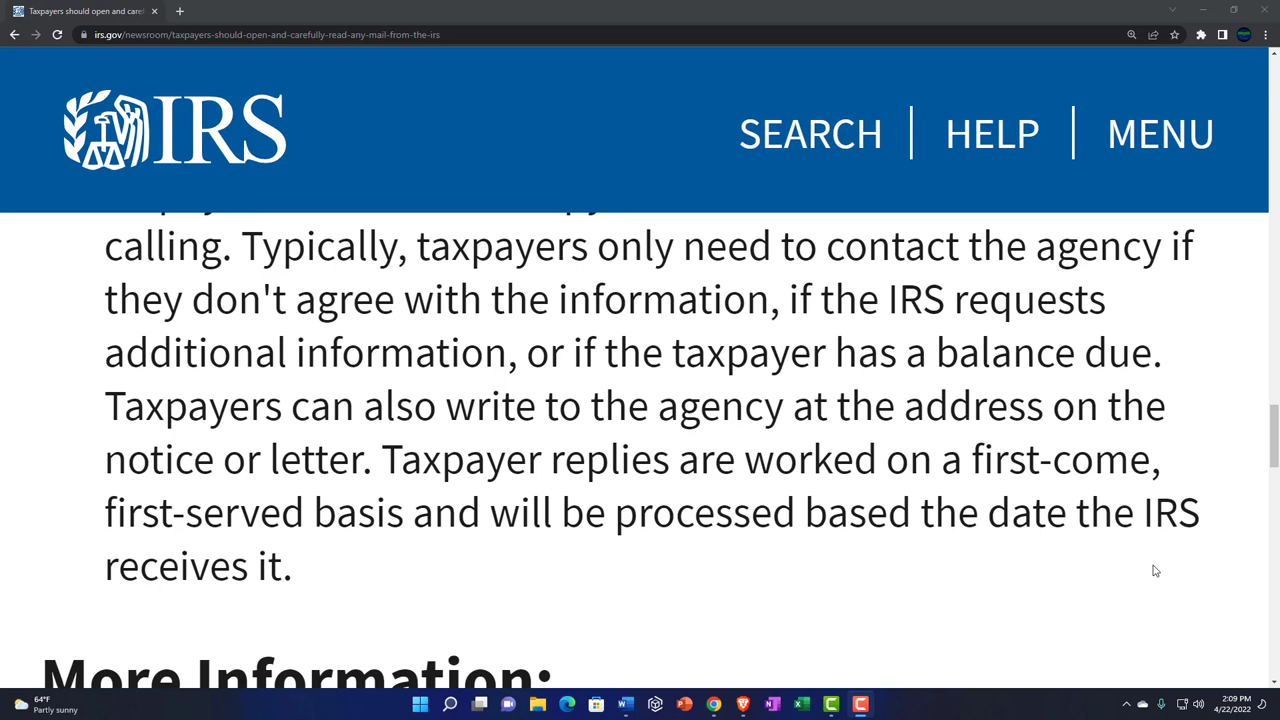 Taxpayers should open and caref
irs.gov/newsroom/taxpayers-should-open-and-carefully-read-any-mail-from-the-irs
IRS
SEARCH
HELP
MENU
calling. Typically, taxpayers only need to contact the agency if
they don't agree with the information, if the IRS requests
additional information, or if the taxpayer has a balance due.
Taxpayers can also write to the agency at the address on the
notice or letter. Taxpayer replies are worked on a first-come,
first-served basis and will be processed based the date the IRS
receives it.
More Information:
64°F
Partly sunny
2:09 PM
4/22/2022